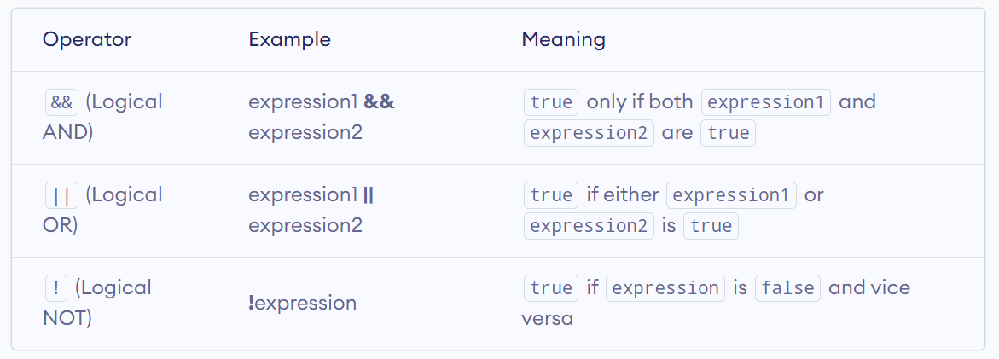 Operator Example Meaning
&& (Logical AND) expression1 && expression2 true only if both expression1 and expression2 are true
|| (Logical OR) expression1 || expression2 true if either expression1 or expression2 is true
! (Logical NOT) !expression true if expression is false and vice versa